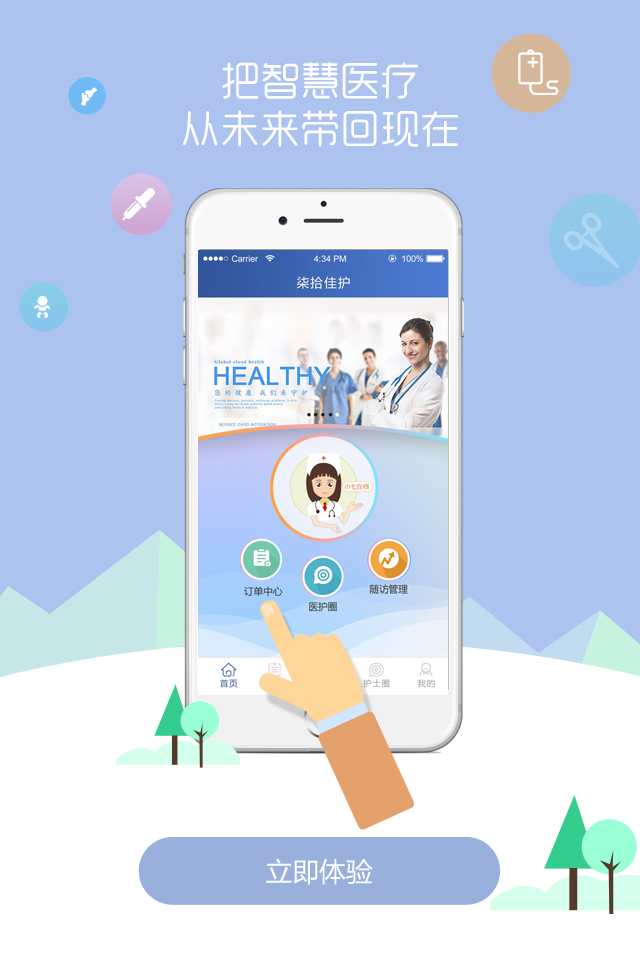 把智慧医疗
从未来带回现在
Carrier 4:34 PM 100%
柒拾佳护
Global cloud health
HEALTHY
您的健康 我们来守护
SERVICE CARD ACTIVATION
小七在线
订单中心
医护圈
随访管理
首页
护士圈
我的
立即体验